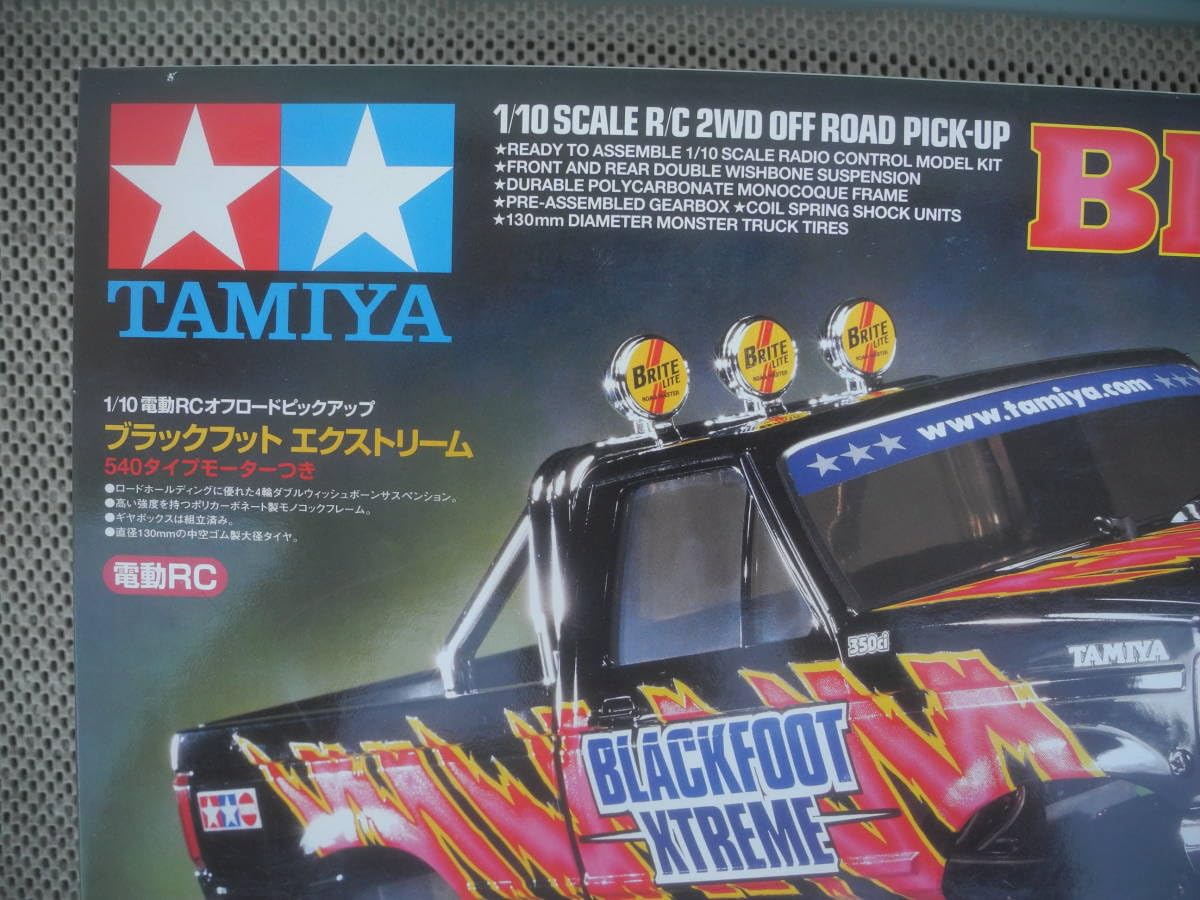 TAMIYA
1/10 SCALE R/C 2WD OFF ROAD PICK-UP
★READY TO ASSEMBLE 1/10 SCALE RADIO CONTROL MODEL KIT
★FRONT AND REAR DOUBLE WISHBONE SUSPENSION
★DURABLE POLYCARBONATE MONOCOQUE FRAME
★PRE-ASSEMBLED GEARBOX ★COIL SPRING SHOCK UNITS
★130mm DIAMETER MONSTER TRUCK TIRES
1/10 電動RCオフロードピックアップ
ブラックフット エクストリーム
540タイプモーターつき
●ロードホールディングに優れた4輪ダブルウィッシュボーンサスペンション。
●高い強度を持つポリカーボネート製モノコックフレーム。
●ギヤボックスは組立済み。
●直径130mmの中空ゴム製大径タイヤ。
電動RC
BRITE LITE
ROAD MASTER
BRITE LITE
ROAD MASTER
BRITE LITE
ROAD MASTER
★★★ www.tamiya.com ★★
350ci
TAMIYA
BLACKFOOT
XTREME